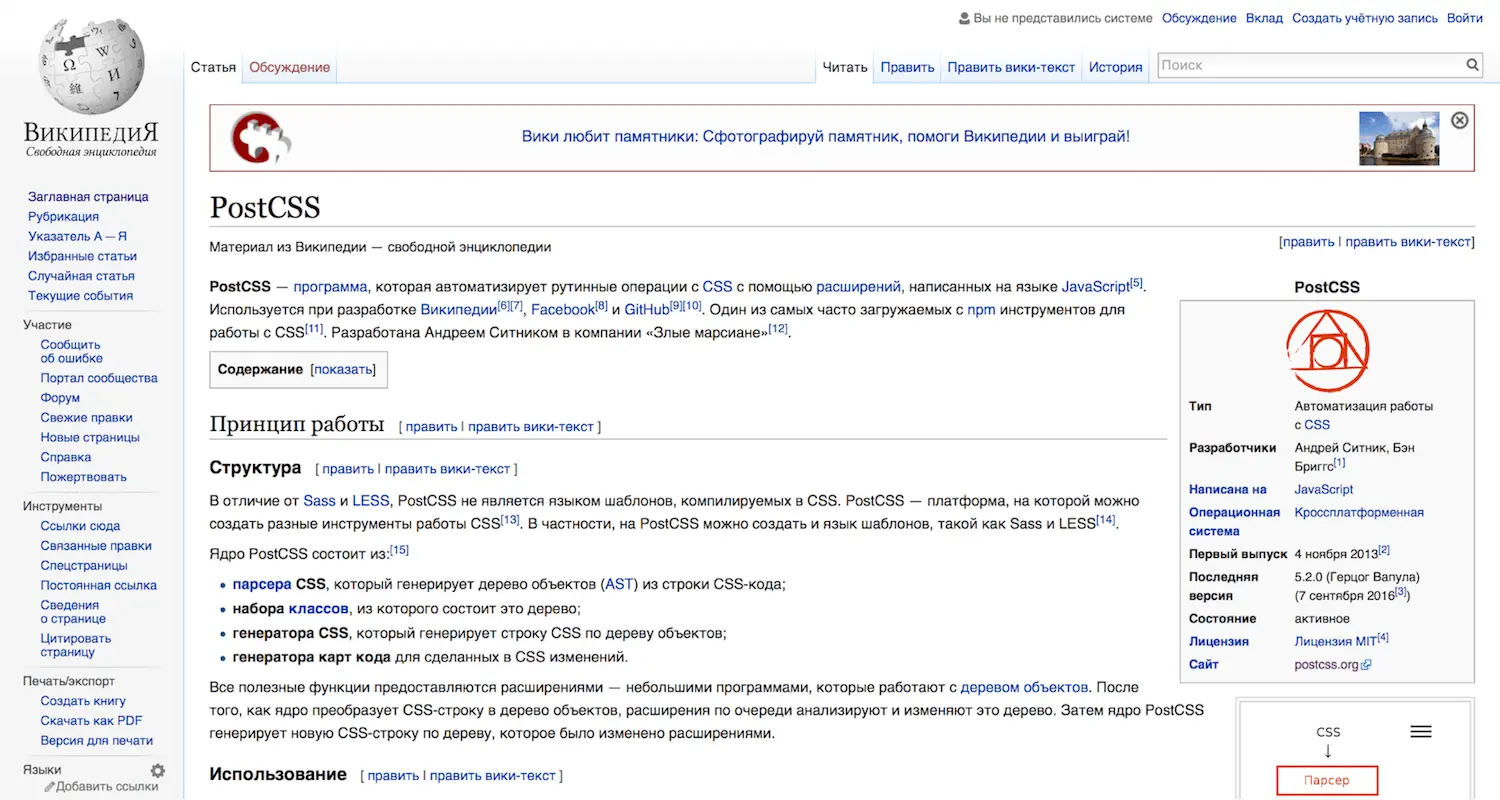 Вы не представились системе Обсуждение Вклад Создать учётную запись Войти
Статья Обсуждение Читать Править Править вики-текст История Поиск
ВикипедиЯ
Свободная энциклопедия
Заглавная страница
Рубрикация
Указатель А — Я
Избранные статьи
Случайная статья
Текущие события
Участие
Сообщить
об ошибке
Портал сообщества
Форум
Свежие правки
Новые страницы
Справка
Пожертвовать
Инструменты
Ссылки сюда
Связанные правки
Спецстраницы
Постоянная ссылка
Сведения
о странице
Цитировать
страницу
Печать/экспорт
Создать книгу
Скачать как PDF
Версия для печати
Языки
Добавить ссылки
Вики любит памятники: Сфотографируй памятник, помоги Википедии и выиграй!
PostCSS
Материал из Википедии — свободной энциклопедии
[править | править вики-текст]
PostCSS — программа, которая автоматизирует рутинные операции с CSS с помощью расширений, написанных на языке JavaScript[5].
Используется при разработке Википедии[6][7], Facebook[8] и GitHub[9][10]. Один из самых часто загружаемых с npm инструментов для
работы с CSS[11]. Разработана Андреем Ситником в компании «Злые марсиане»[12].
Содержание [показать]
Принцип работы [ править | править вики-текст ]
Структура [ править | править вики-текст ]
В отличие от Sass и LESS, PostCSS не является языком шаблонов, компилируемых в CSS. PostCSS — платформа, на которой можно
создать разные инструменты работы CSS[13]. В частности, на PostCSS можно создать и язык шаблонов, такой как Sass и LESS[14].
Ядро PostCSS состоит из:[15]
• парсера CSS, который генерирует дерево объектов (AST) из строки CSS-кода;
• набора классов, из которого состоит это дерево;
• генератора CSS, который генерирует строку CSS по дереву объектов;
• генератора карт кода для сделанных в CSS изменений.
Все полезные функции предоставляются расширениями — небольшими программами, которые работают с деревом объектов. После
того, как ядро преобразует CSS-строку в дерево объектов, расширения по очереди анализируют и изменяют это дерево. Затем ядро PostCSS
генерирует новую CSS-строку по дереву, которое было изменено расширениями.
Использование [ править | править вики-текст ]
PostCSS
Тип Автоматизация работы
с CSS
Разработчики Андрей Ситник, Бэн
Бриггс[1]
Написана на JavaScript
Операционная Кроссплатформенная
система
Первый выпуск 4 ноября 2013[2]
Последняя 5.2.0 (Герцог Вапула)
версия (7 сентября 2016[3])
Состояние активное
Лицензия Лицензия MIT[4]
Сайт postcss.org
CSS
Парсер